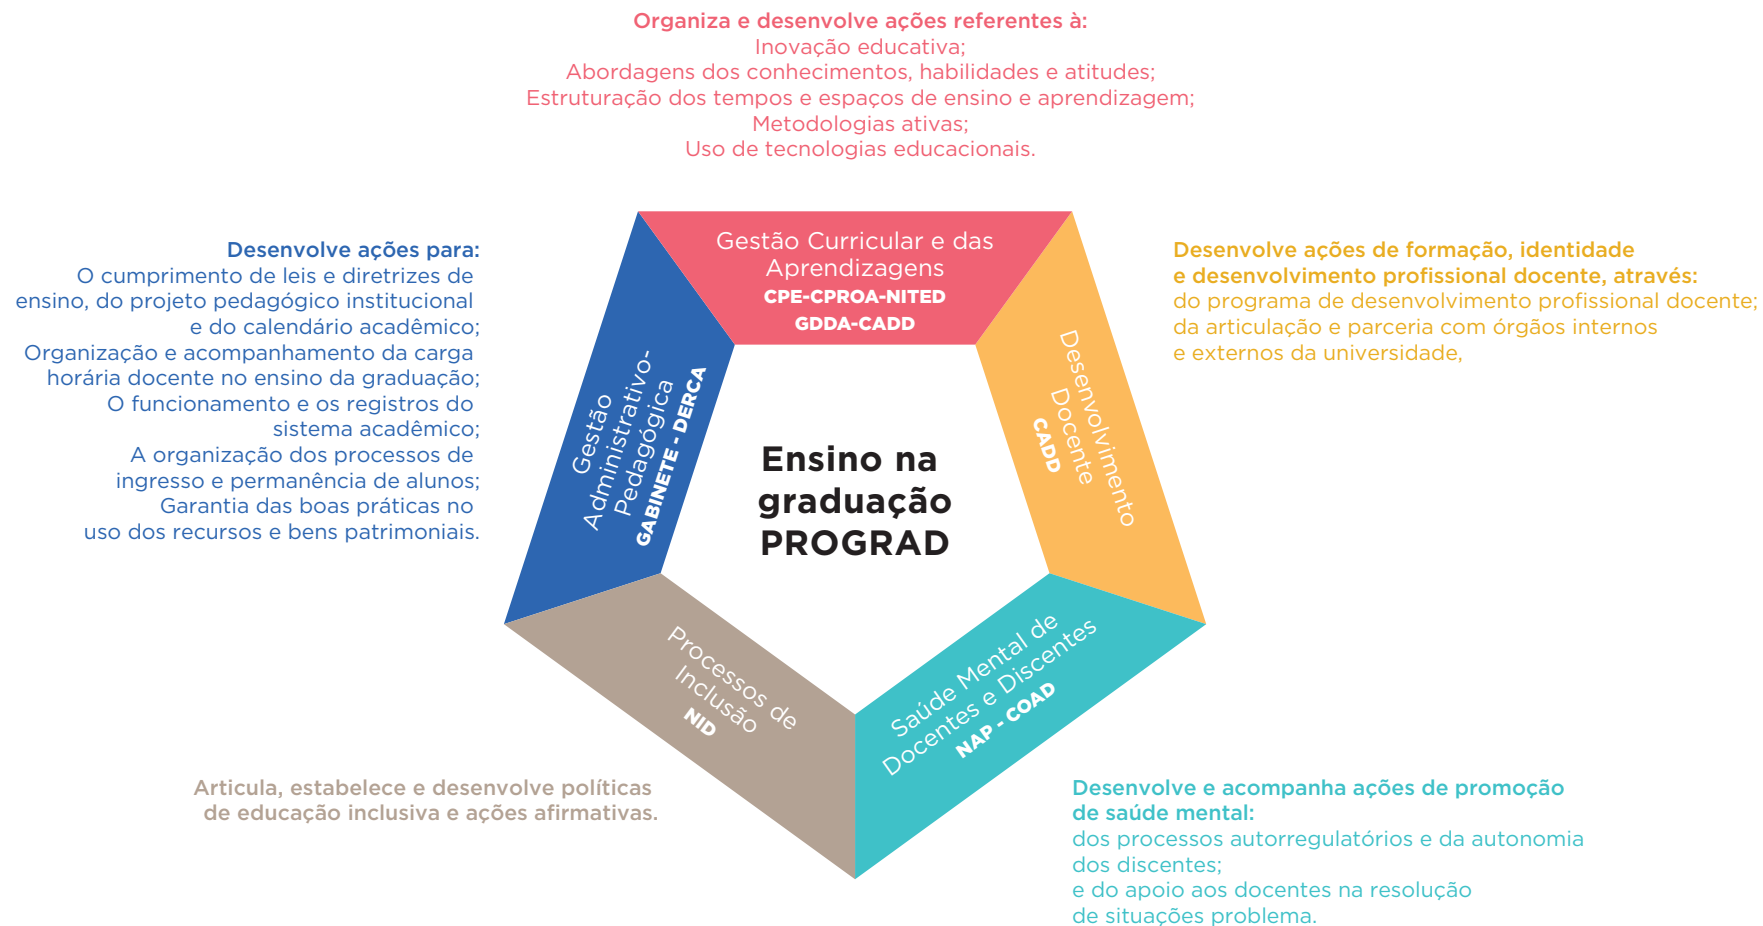 Organiza e desenvolve ações referentes à:
Inovação educativa;
Abordagens dos conhecimentos, habilidades e atitudes;
Estruturação dos tempos e espaços de ensino e aprendizagem;
Metodologias ativas;
Uso de tecnologias educacionais.
Gestão Curricular e das
Aprendizagens
CPE-CPROA-NITED
GDDA-CADD
Desenvolve ações para:
O cumprimento de leis e diretrizes de
ensino, do projeto pedagógico institucional
e do calendário acadêmico;
Organização e acompanhamento da carga
horária docente no ensino da graduação;
O funcionamento e os registros do
sistema acadêmico;
A organização dos processos de
ingresso e permanência de alunos;
Garantia das boas práticas no
uso dos recursos e bens patrimoniais.
Gestão
Administrativo-
Pedagógica
GABINETE - DERCA
Ensino na
graduação
PROGRAD
Desenvolvimento
Docente
CADD
Desenvolve ações de formação, identidade
e desenvolvimento profissional docente, através:
do programa de desenvolvimento profissional docente;
da articulação e parceria com órgãos internos
e externos da universidade,
Processos de
Inclusão
NID
Saúde Mental de
Docentes e Discentes
NAP - COAD
Articula, estabelece e desenvolve políticas
de educação inclusiva e ações afirmativas.
Desenvolve e acompanha ações de promoção
de saúde mental:
dos processos autorregulatórios e da autonomia
dos discentes;
e do apoio aos docentes na resolução
de situações problema.